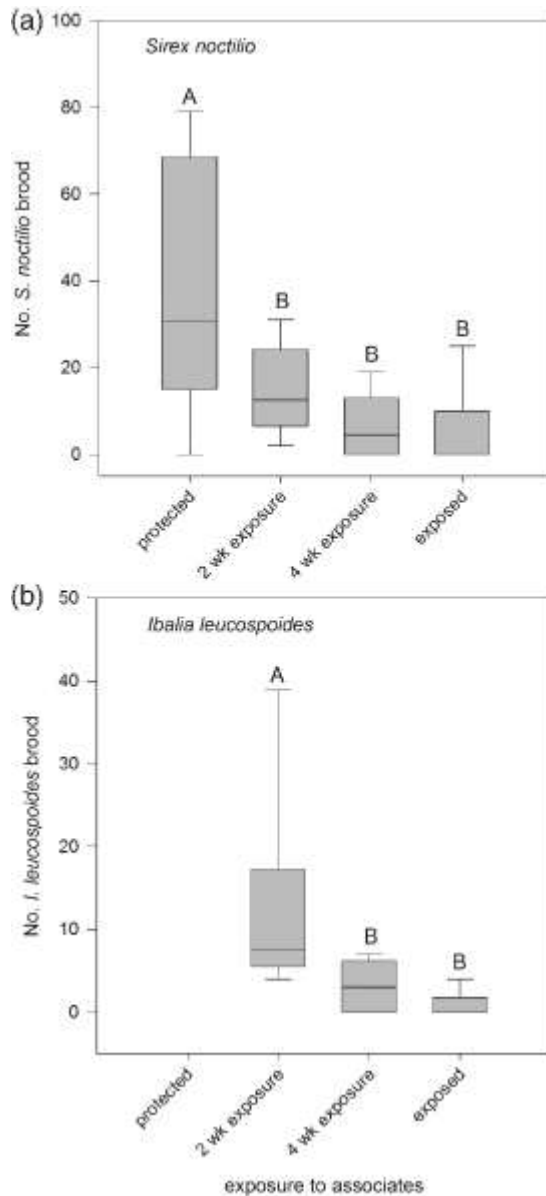 (a)
Sirex noctilio
No. S. noctilio brood
100
80
60
40
20
0
A
B
B
B
protected
2 wk exposure
4 wk exposure
exposed
(b)
Ibalia leucospoides
No. I. leucospoides brood
50
40
30
20
10
0
A
B
B
protected
2 wk exposure
4 wk exposure
exposed
exposure to associates